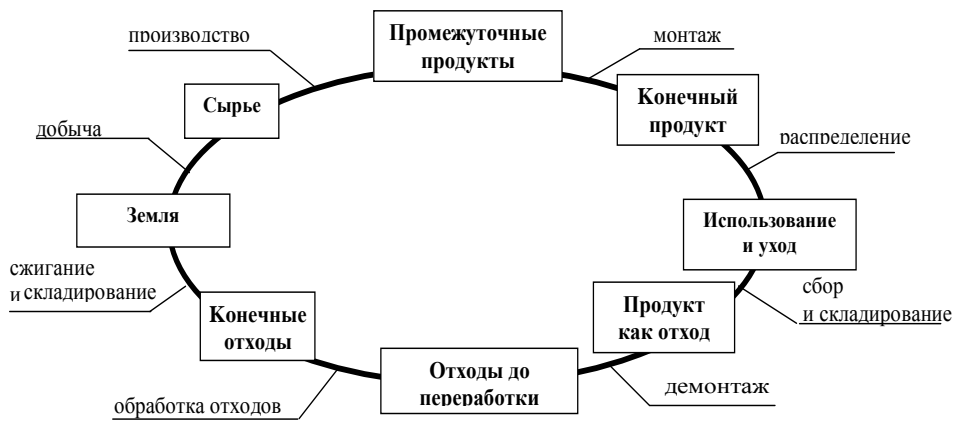 производство
Промежуточные
продукты
монтаж
Сырье
Конечный
продукт
добыча
распределение
Земля
Использование
и уход
сжигание
и складирование
Конечные
отходы
Продукт
как отход
сбор
и складирование
Отходы до
переработки
демонтаж
обработка отходов